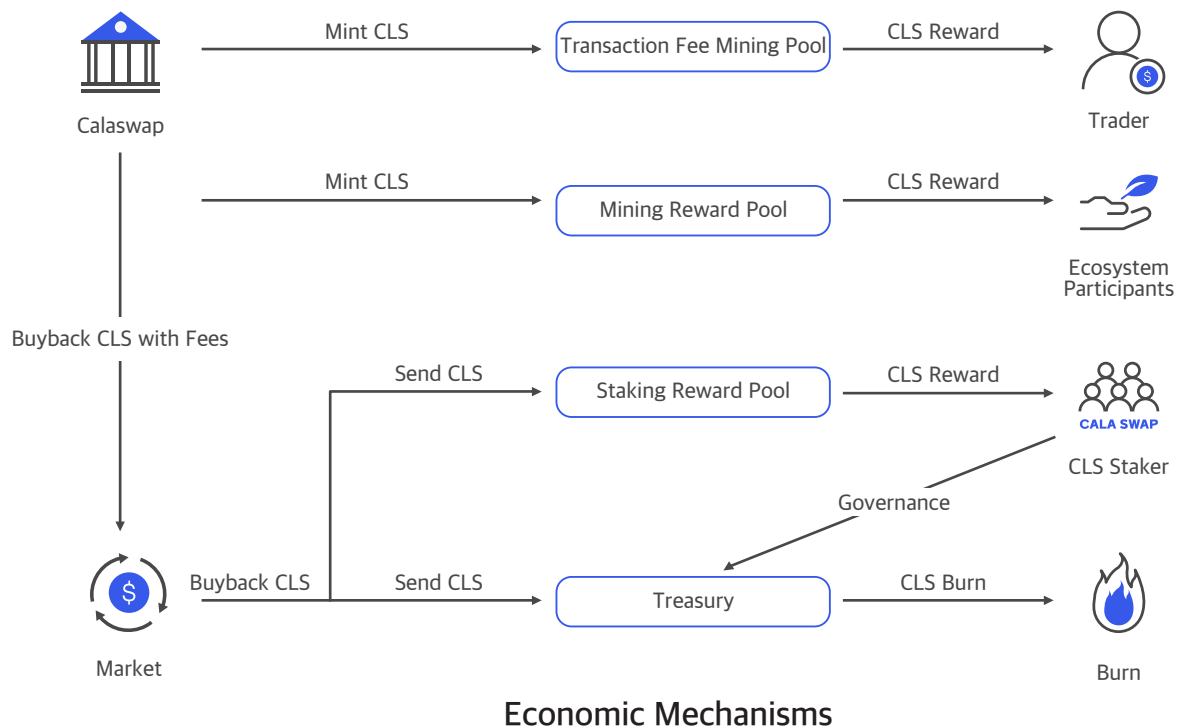 Mint CLS
Transaction Fee Mining Pool
CLS Reward
$
Calaswap
Trader
Mint CLS
Mining Reward Pool
CLS Reward
Ecosystem
Participants
Buyback CLS with Fees
Send CLS
Staking Reward Pool
CLS Reward
CALA SWAP
CLS Staker
Governance
$
Buyback CLS
Send CLS
Treasury
CLS Burn
Market
Burn
Economic Mechanisms